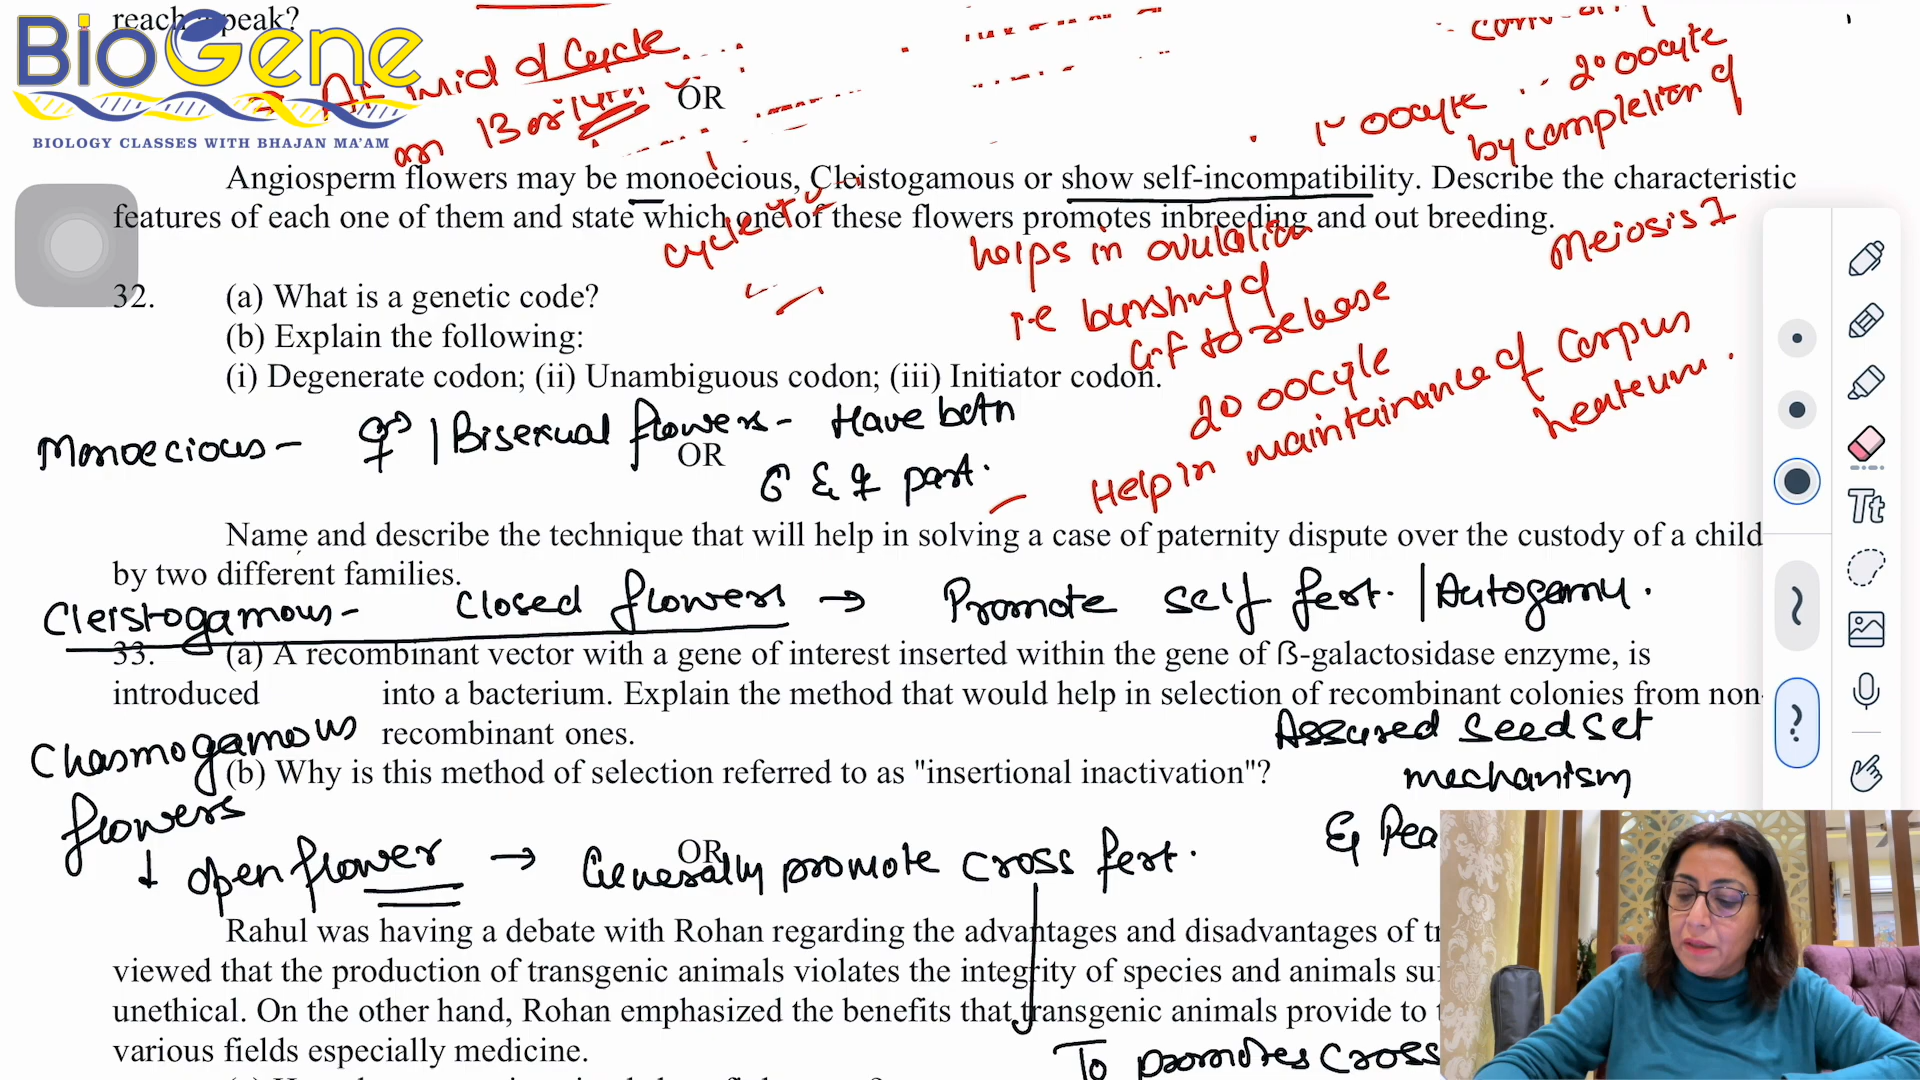 reach peak?
BioGene
BIOLOGY CLASSES WITH BHAJAN MA'AM
At mid of Cycle
on 13 or 14
OR
1° oocyte 2° oocyte
by completion of
Meiosis I
Angiosperm flowers may be monoecious, Cleistogamous or show self-incompatibility. Describe the characteristic
features of each one of them and state which one of these flowers promotes inbreeding and out breeding.
cycle
helps in ovulation
i.e bursting of
GF to release
2° oocyte
Help in maintainance of Corpus
leuteum.
32. (a) What is a genetic code?
(b) Explain the following:
(i) Degenerate codon; (ii) Unambiguous codon; (iii) Initiator codon.
Monoecious - ⚥ | Bisexual flowers - Have both
♂ & ♀ part.
OR
Name and describe the technique that will help in solving a case of paternity dispute over the custody of a child
by two different families.
Cleistogamous - Closed flowers → Promote self fert. | Autogamy.
33. (a) A recombinant vector with a gene of interest inserted within the gene of ß-galactosidase enzyme, is
introduced into a bacterium. Explain the method that would help in selection of recombinant colonies from non-
recombinant ones.
Assured seed set
mechanism
Chasmogamous
flowers
(b) Why is this method of selection referred to as "insertional inactivation"?
& Pea
↓ open flower → Generally promote cross fert.
OR
Rahul was having a debate with Rohan regarding the advantages and disadvantages of
viewed that the production of transgenic animals violates the integrity of species and animals
unethical. On the other hand, Rohan emphasized the benefits that transgenic animals provide to
various fields especially medicine.
To promotes cross
Tt